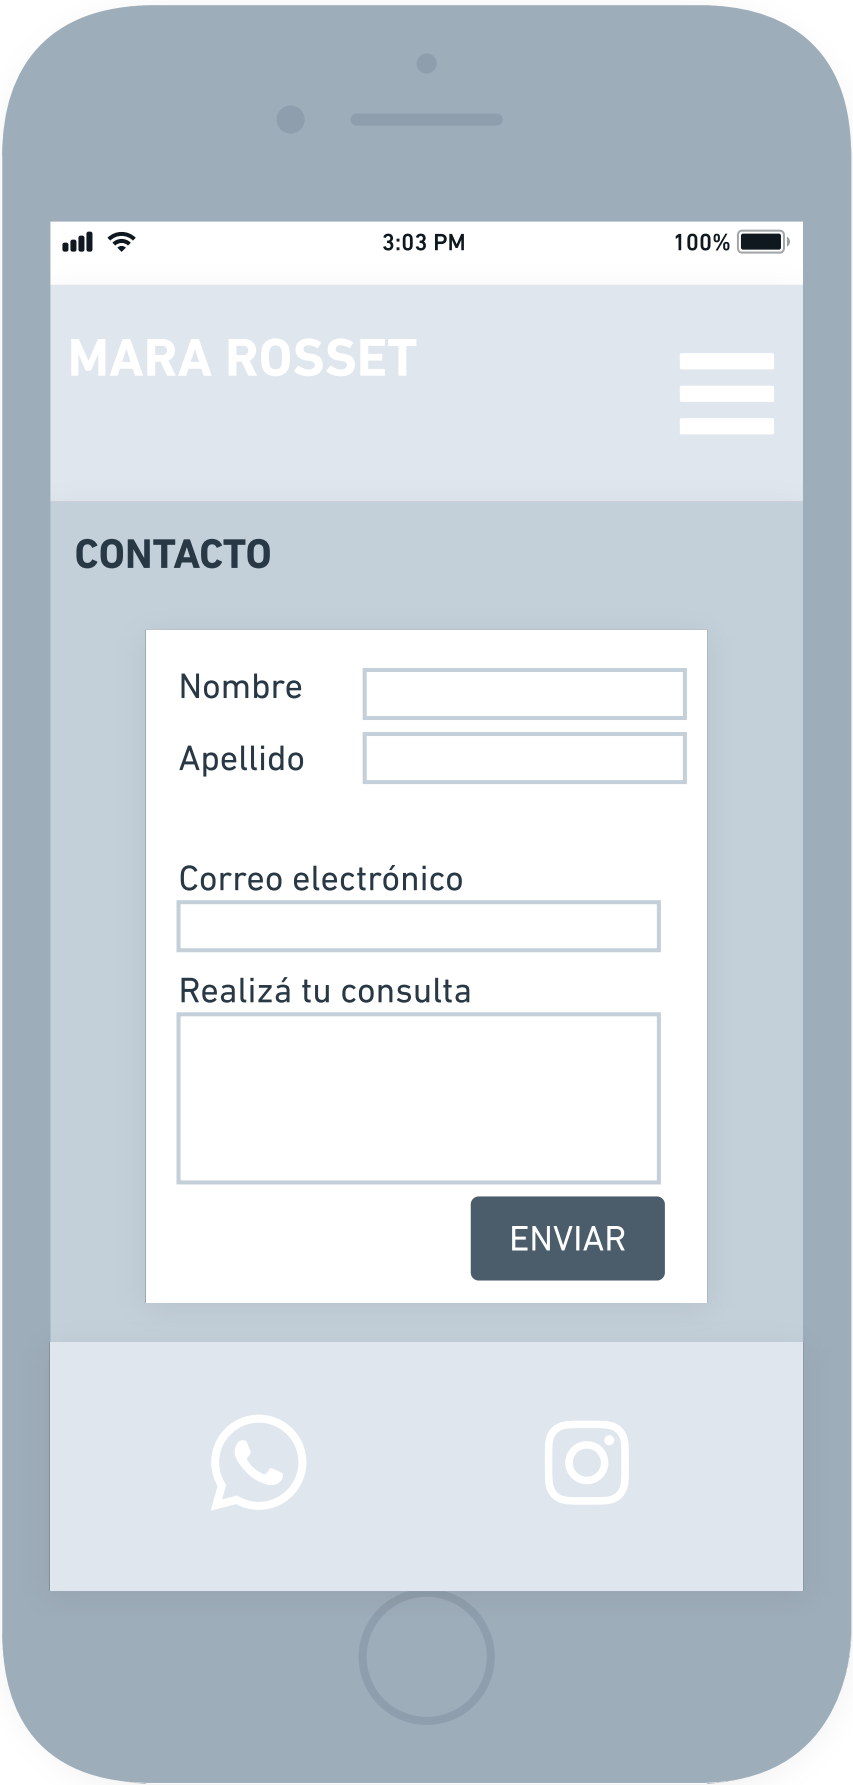 3:03 PM
100%
MARA ROSSET
CONTACTO
Nombre
Apellido
Correo electrónico
Realizá tu consulta
ENVIAR